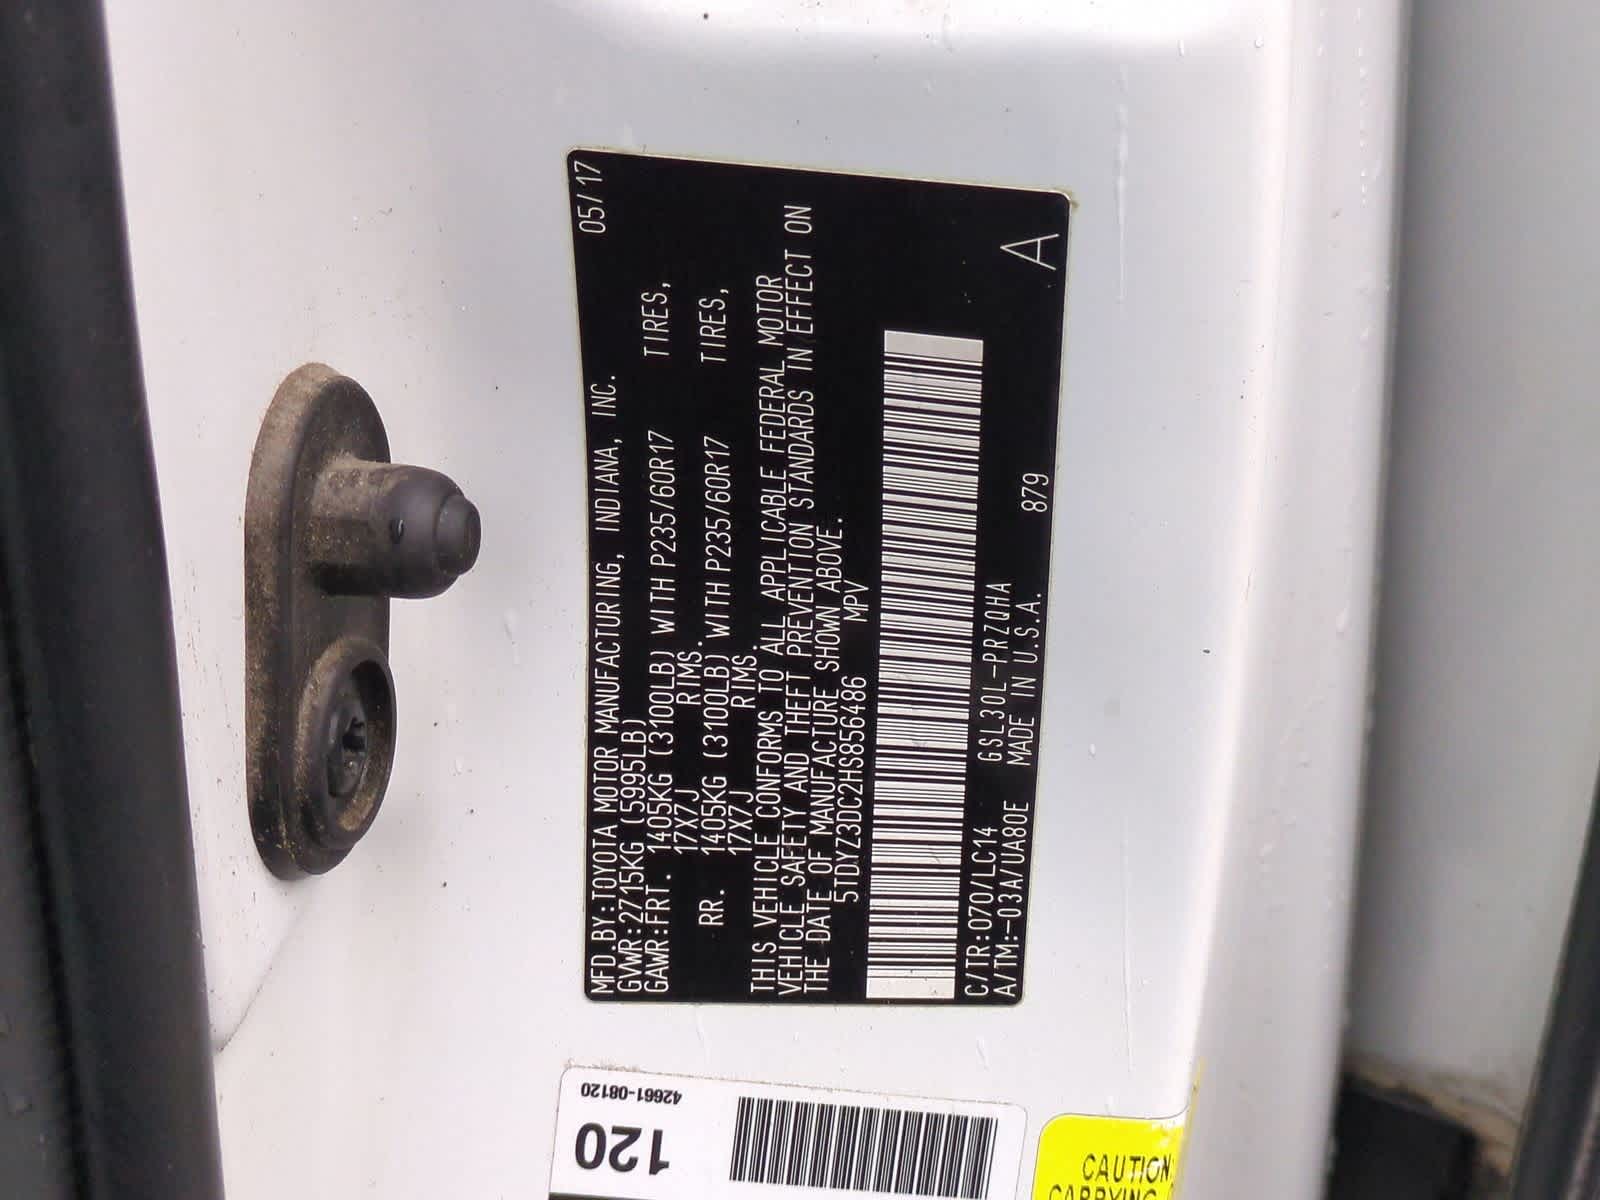 MFD.BY:TOYOTA MOTOR MANUFACTURING, INDIANA, INC. 05/17
GVWR:2715KG (5995LB)
GAWR:FRT. 1405KG (3100LB) WITH P235/60R17 TIRES,
17X7J RIMS.
RR. 1405KG (3100LB) WITH P235/60R17 TIRES,
17X7J RIMS.
THIS VEHICLE CONFORMS TO ALL APPLICABLE FEDERAL MOTOR
VEHICLE SAFETY AND THEFT PREVENTION STANDARDS IN EFFECT ON
THE DATE OF MANUFACTURE SHOWN ABOVE.
5TDYZ3DC2HS856486 MPV
C/TR:070/LC14 GSL30L-PRZQHA
A/TM:-03A/UA80E MADE IN U.S.A. 879
A
42661-08120
120
CAUTION
CARRYING